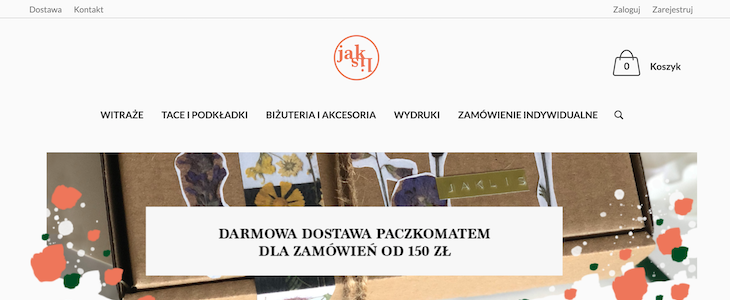 Dostawa Kontakt Zaloguj Zarejestruj
jak
lis
0 Koszyk
WITRAŻE TACE I PODKŁADKI BIŻUTERIA I AKCESORIA WYDRUKI ZAMÓWIENIE INDYWIDUALNE
JAKLIS
DARMOWA DOSTAWA PACZKOMATEM
DLA ZAMÓWIEŃ OD 150 ZŁ